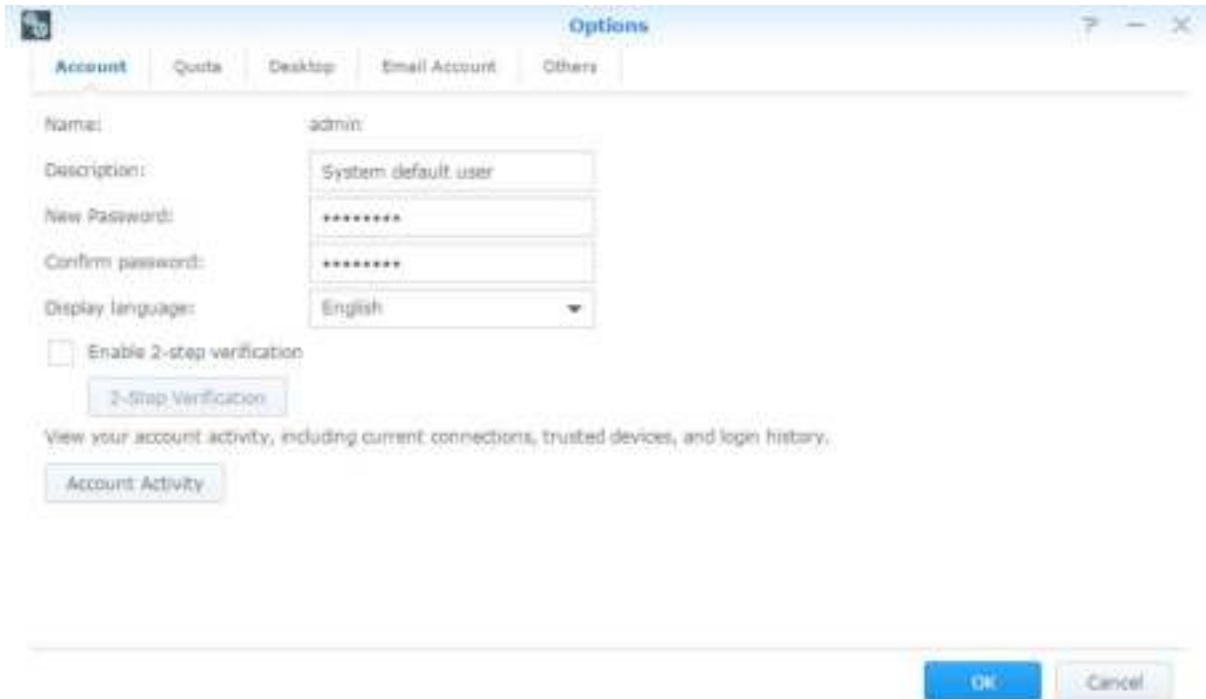 Options ? – ×
Account Quota Desktop Email Account Others
Name: admin
Description: System default user
New Password: ********
Confirm password: ********
Display language: English
Enable 2-step verification
2-Step Verification
View your account activity, including current connections, trusted devices, and login history.
Account Activity
OK Cancel